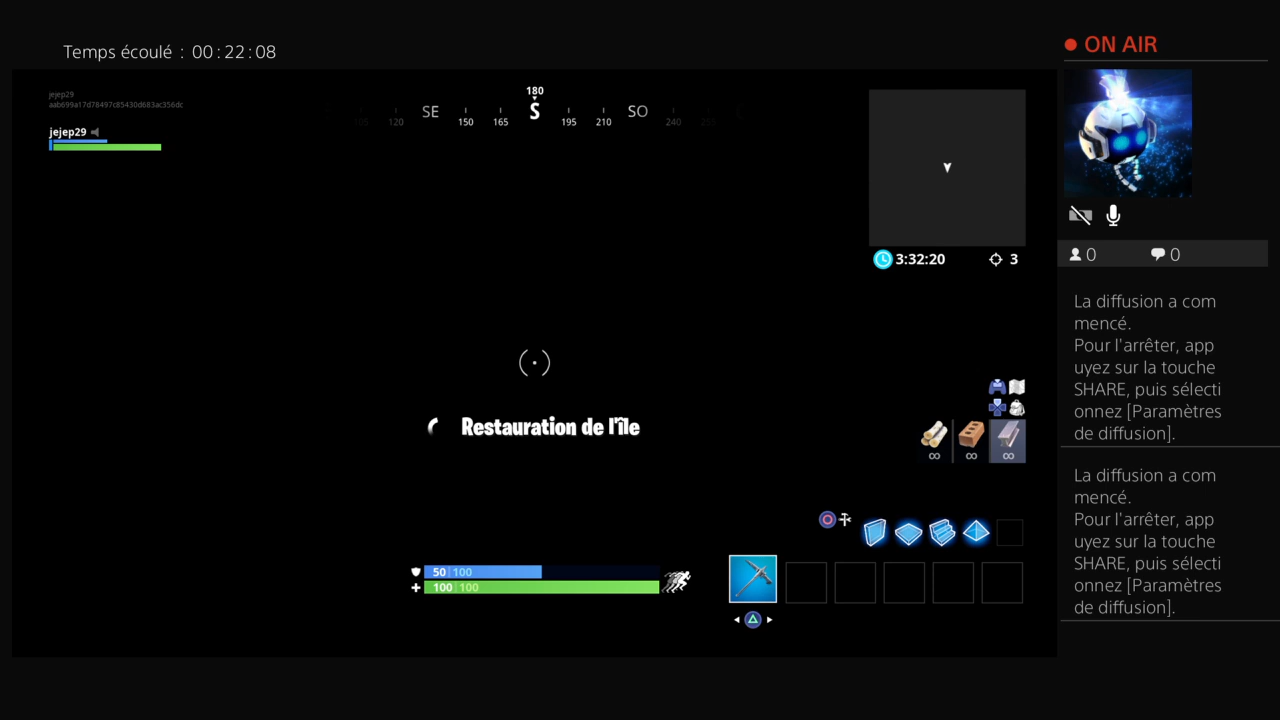 Temps écoulé : 00:22:08
ON AIR
jejep29
aab699a17d78497c85430d683ac356dc
jejep29
180
SE S SO
105 120 150 165 195 210 240
3:32:20 3
0 0
La diffusion a com
mencé.
Pour l'arrêter, app
uyez sur la touche
SHARE, puis sélecti
onnez [Paramètres
de diffusion].
La diffusion a com
mencé.
Pour l'arrêter, app
uyez sur la touche
SHARE, puis sélecti
onnez [Paramètres
de diffusion].
Restauration de l'île
∞ ∞ ∞
50 | 100
100 | 100